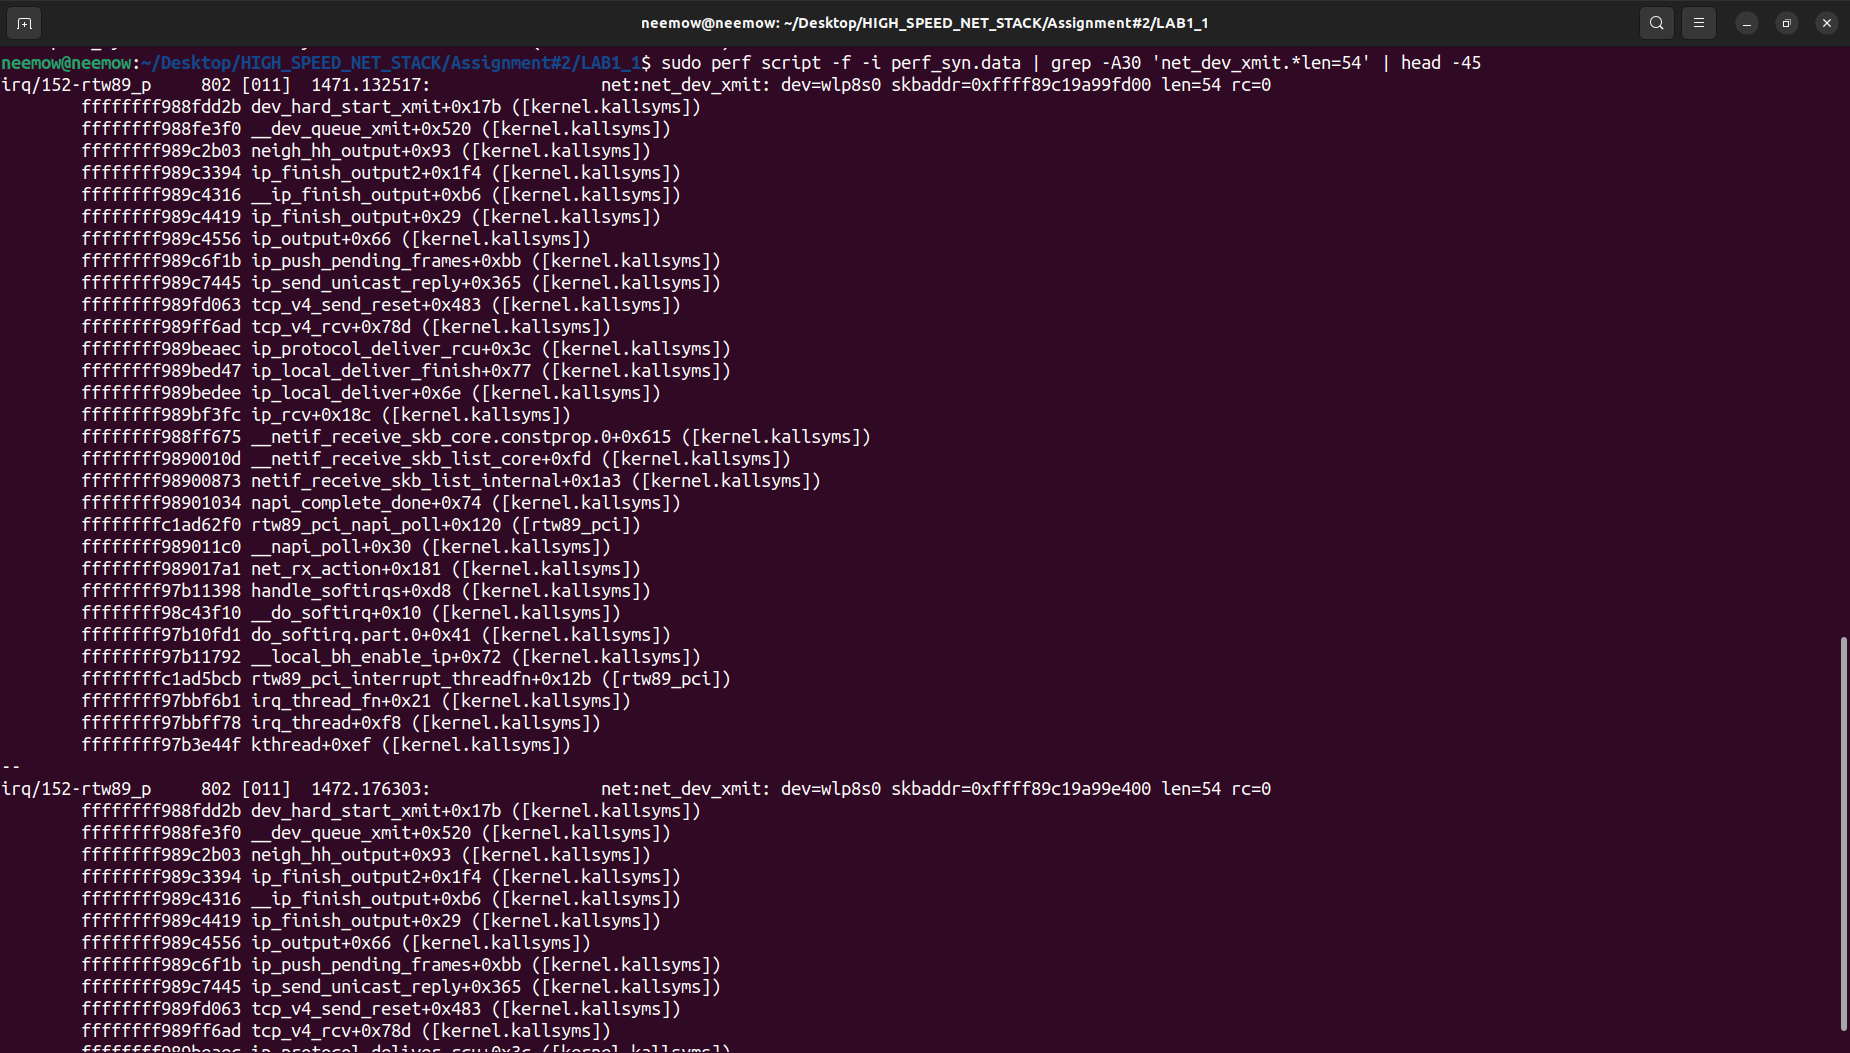 neemow@neemow: ~/Desktop/HIGH_SPEED_NET_STACK/Assignment#2/LAB1_1
neemow@neemow:~/Desktop/HIGH_SPEED_NET_STACK/Assignment#2/LAB1_1$ sudo perf script -f -i perf_syn.data | grep -A30 'net_dev_xmit.*len=54' | head -45
irq/152-rtw89_p     802 [011]  1471.132517:                 net:net_dev_xmit: dev=wlp8s0 skbaddr=0xffff89c19a99fd00 len=54 rc=0
        ffffffff988fdd2b dev_hard_start_xmit+0x17b ([kernel.kallsyms])
        ffffffff988fe3f0 __dev_queue_xmit+0x520 ([kernel.kallsyms])
        ffffffff989c2b03 neigh_hh_output+0x93 ([kernel.kallsyms])
        ffffffff989c3394 ip_finish_output2+0x1f4 ([kernel.kallsyms])
        ffffffff989c4316 __ip_finish_output+0xb6 ([kernel.kallsyms])
        ffffffff989c4419 ip_finish_output+0x29 ([kernel.kallsyms])
        ffffffff989c4556 ip_output+0x66 ([kernel.kallsyms])
        ffffffff989c6f1b ip_push_pending_frames+0xbb ([kernel.kallsyms])
        ffffffff989c7445 ip_send_unicast_reply+0x365 ([kernel.kallsyms])
        ffffffff989fd063 tcp_v4_send_reset+0x483 ([kernel.kallsyms])
        ffffffff989ff6ad tcp_v4_rcv+0x78d ([kernel.kallsyms])
        ffffffff989beaec ip_protocol_deliver_rcu+0x3c ([kernel.kallsyms])
        ffffffff989bed47 ip_local_deliver_finish+0x77 ([kernel.kallsyms])
        ffffffff989bedee ip_local_deliver+0x6e ([kernel.kallsyms])
        ffffffff989bf3fc ip_rcv+0x18c ([kernel.kallsyms])
        ffffffff988ff675 __netif_receive_skb_core.constprop.0+0x615 ([kernel.kallsyms])
        ffffffff9890010d __netif_receive_skb_list_core+0xfd ([kernel.kallsyms])
        ffffffff98900873 netif_receive_skb_list_internal+0x1a3 ([kernel.kallsyms])
        ffffffff98901034 napi_complete_done+0x74 ([kernel.kallsyms])
        ffffffffc1ad62f0 rtw89_pci_napi_poll+0x120 ([rtw89_pci])
        ffffffff989011c0 __napi_poll+0x30 ([kernel.kallsyms])
        ffffffff989017a1 net_rx_action+0x181 ([kernel.kallsyms])
        ffffffff97b11398 handle_softirqs+0xd8 ([kernel.kallsyms])
        ffffffff98c43f10 __do_softirq+0x10 ([kernel.kallsyms])
        ffffffff97b10fd1 do_softirq.part.0+0x41 ([kernel.kallsyms])
        ffffffff97b11792 __local_bh_enable_ip+0x72 ([kernel.kallsyms])
        ffffffffc1ad5bcb rtw89_pci_interrupt_threadfn+0x12b ([rtw89_pci])
        ffffffff97bbf6b1 irq_thread_fn+0x21 ([kernel.kallsyms])
        ffffffff97bbff78 irq_thread+0xf8 ([kernel.kallsyms])
        ffffffff97b3e44f kthread+0xef ([kernel.kallsyms])
--
irq/152-rtw89_p     802 [011]  1472.176303:                 net:net_dev_xmit: dev=wlp8s0 skbaddr=0xffff89c19a99e400 len=54 rc=0
        ffffffff988fdd2b dev_hard_start_xmit+0x17b ([kernel.kallsyms])
        ffffffff988fe3f0 __dev_queue_xmit+0x520 ([kernel.kallsyms])
        ffffffff989c2b03 neigh_hh_output+0x93 ([kernel.kallsyms])
        ffffffff989c3394 ip_finish_output2+0x1f4 ([kernel.kallsyms])
        ffffffff989c4316 __ip_finish_output+0xb6 ([kernel.kallsyms])
        ffffffff989c4419 ip_finish_output+0x29 ([kernel.kallsyms])
        ffffffff989c4556 ip_output+0x66 ([kernel.kallsyms])
        ffffffff989c6f1b ip_push_pending_frames+0xbb ([kernel.kallsyms])
        ffffffff989c7445 ip_send_unicast_reply+0x365 ([kernel.kallsyms])
        ffffffff989fd063 tcp_v4_send_reset+0x483 ([kernel.kallsyms])
        ffffffff989ff6ad tcp_v4_rcv+0x78d ([kernel.kallsyms])
        ffffffff989beaec ip_protocol_deliver_rcu+0x3c ([kernel.kallsyms])